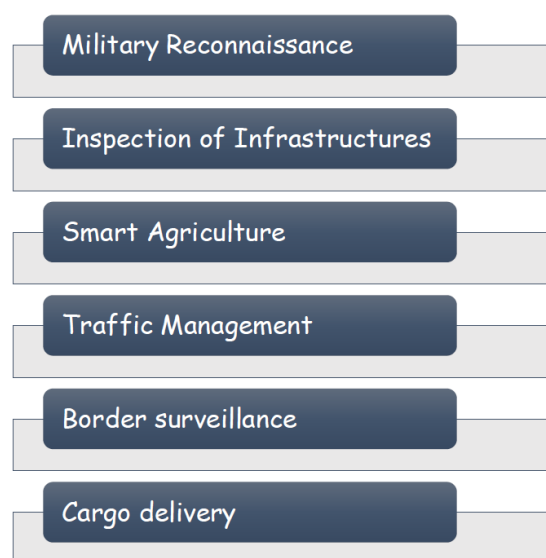 Military Reconnaissance
Inspection of Infrastructures
Smart Agriculture
Traffic Management
Border surveillance
Cargo delivery